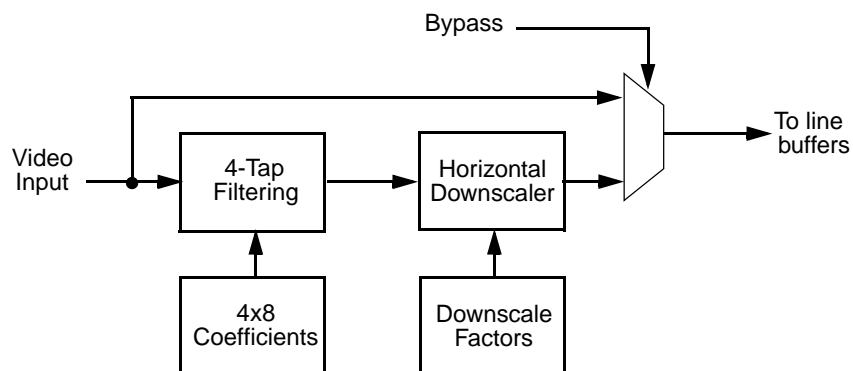 Bypass
To line
buffers
Video
Input
4-Tap
Filtering
Horizontal
Downscaler
4x8
Coefficients
Downscale
Factors